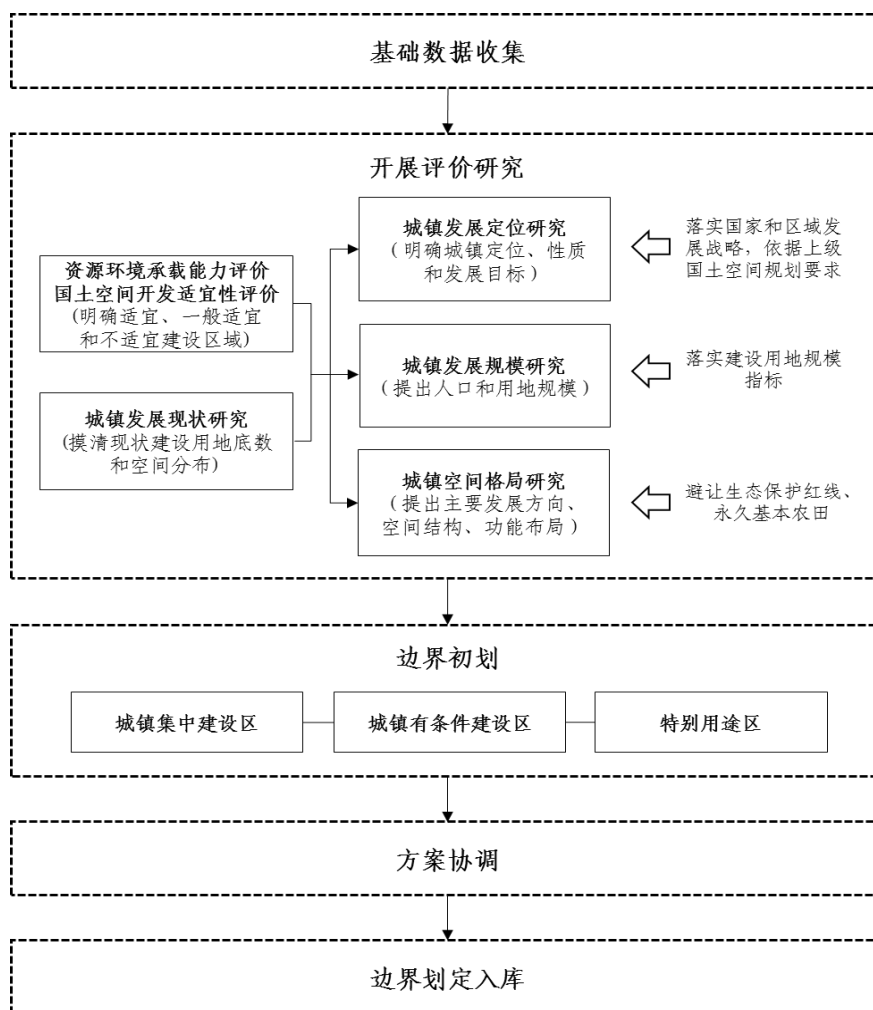 基础数据收集
开展评价研究
资源环境承载能力评价
国土空间开发适宜性评价
(明确适宜、一般适宜
和不适宜建设区域)
城镇发展现状研究
(摸清现状建设用地底数
和空间分布)
城镇发展定位研究
(明确城镇定位、性质
和发展目标)
落实国家和区域发
展战略，依据上级
国土空间规划要求
城镇发展规模研究
(提出人口和用地规模)
落实建设用地规模
指标
城镇空间格局研究
(提出主要发展方向、
空间结构、功能布局)
避让生态保护红线、
永久基本农田
边界初划
城镇集中建设区
城镇有条件建设区
特别用途区
方案协调
边界划定入库